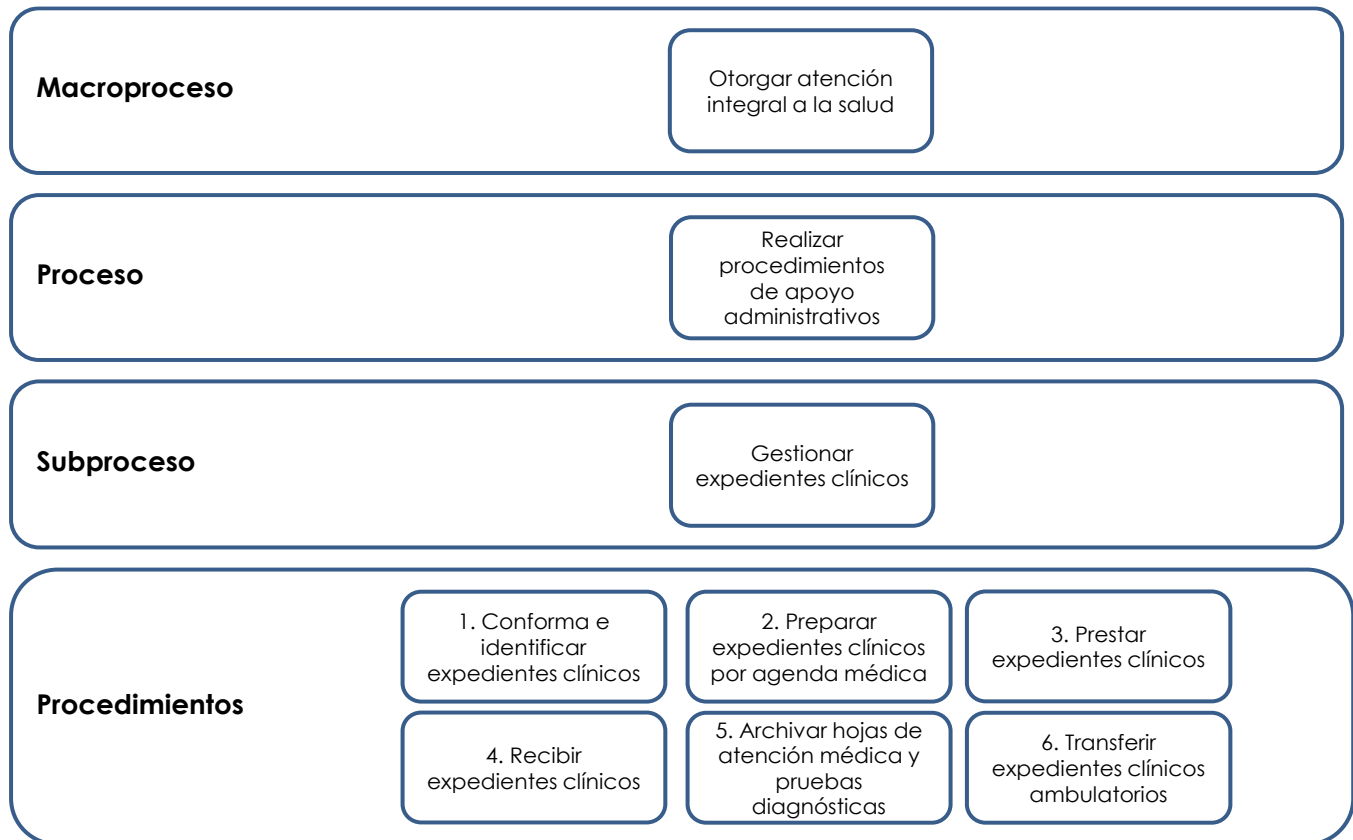 Macroproceso
Otorgar atención
integral a la salud
Proceso
Realizar
procedimientos
de apoyo
administrativos
Subproceso
Gestionar
expedientes clínicos
Procedimientos
1. Conforma e
identificar
expedientes clínicos
2. Preparar
expedientes clínicos
por agenda médica
3. Prestar
expedientes clínicos
4. Recibir
expedientes clínicos
5. Archivar hojas de
atención médica y
pruebas
diagnósticas
6. Transferir
expedientes clínicos
ambulatorios